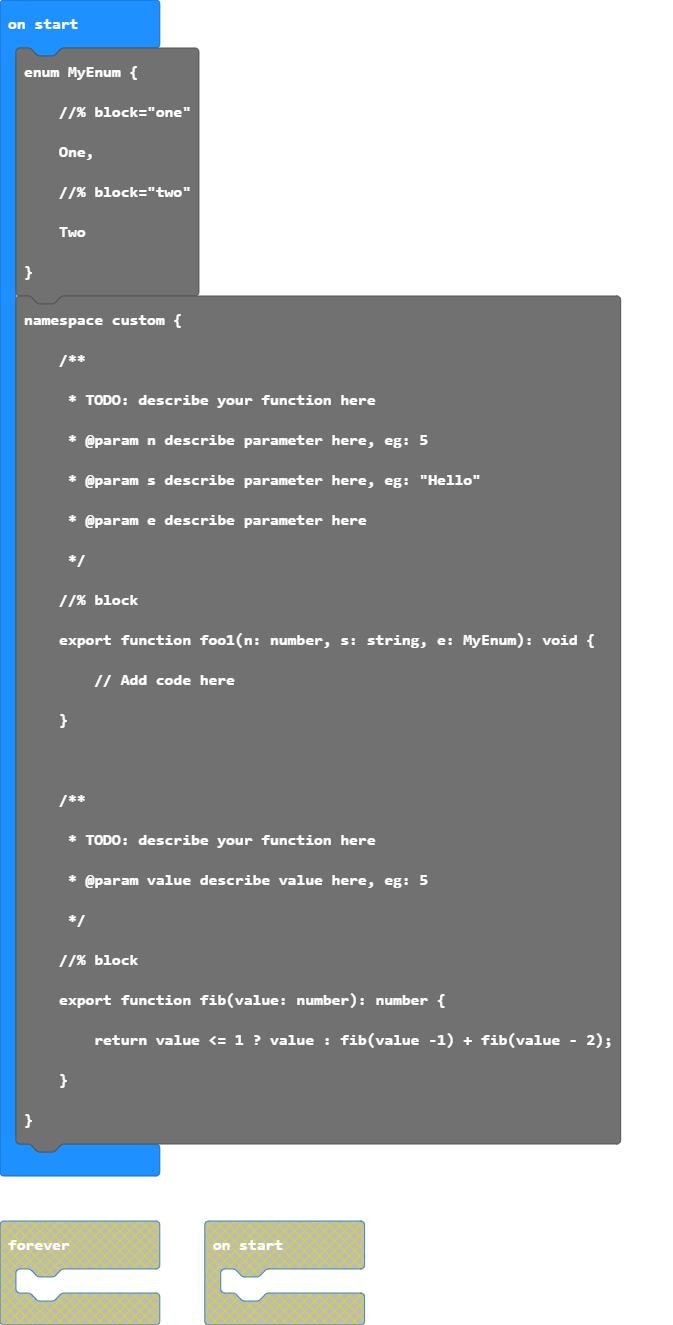 on start
enum MyEnum {
//% block="one"
One,
//% block="two"
Two
}
namespace custom {
/**
* TODO: describe your function here
* @param n describe parameter here, eg: 5
* @param s describe parameter here, eg: "Hello"
* @param e describe parameter here
*/
//% block
export function foo1(n: number, s: string, e: MyEnum): void {
// Add code here
}
/**
* TODO: describe your function here
* @param value describe value here, eg: 5
*/
//% block
export function fib(value: number): number {
return value <= 1 ? value : fib(value -1) + fib(value - 2);
}
}
forever
on start